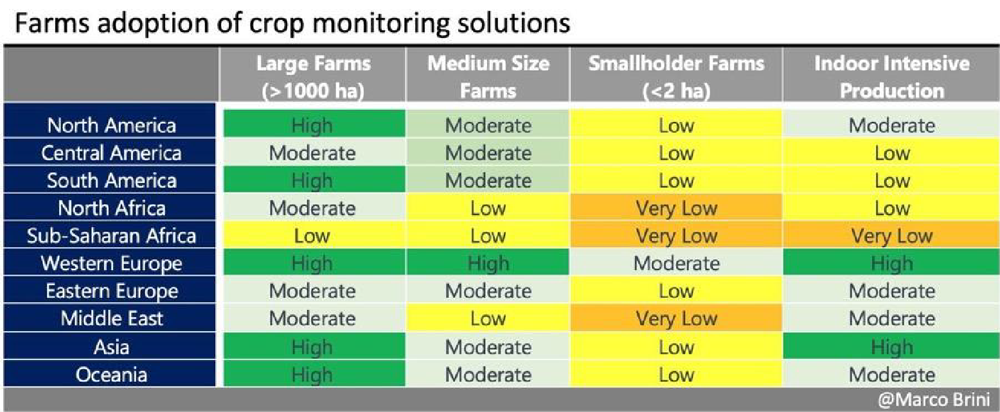 Farms adoption of crop monitoring solutions
Large Farms Medium Size Smallholder Farms Indoor Intensive
(>1000 ha) Farms (<2 ha) Production
North America High Moderate Low Moderate
Central America Moderate Moderate Low Low
South America High Moderate Low Low
North Africa Moderate Low Very Low Low
Sub-Saharan Africa Low Low Very Low Very Low
Western Europe High High Moderate High
Eastern Europe Moderate Moderate Low Moderate
Middle East Moderate Low Very Low Moderate
Asia High Moderate Low High
Oceania High Moderate Low Moderate
@Marco Brini